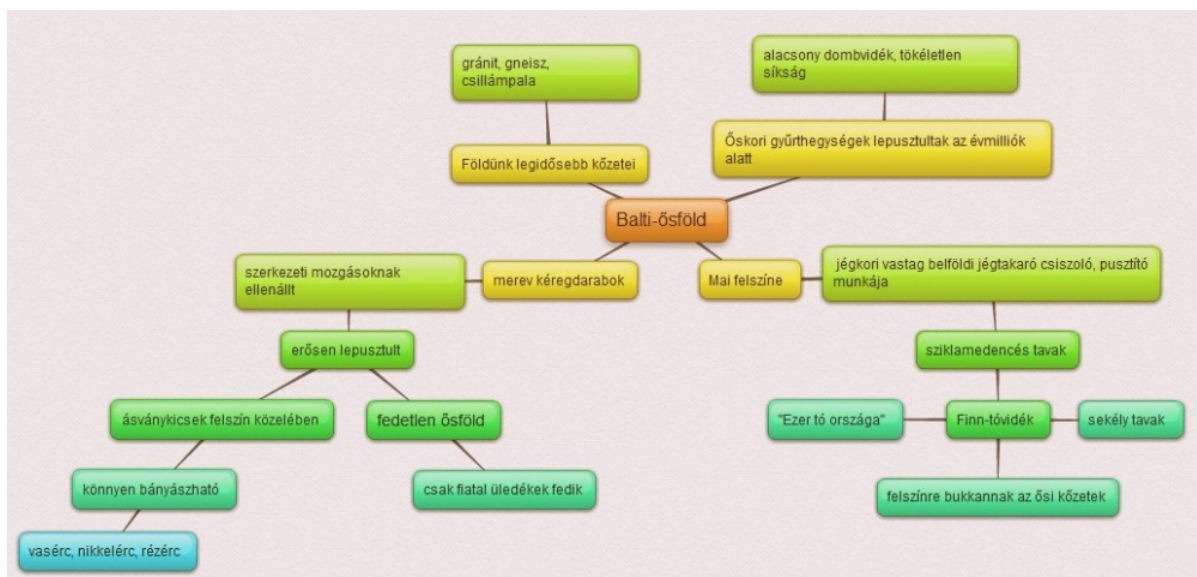 gránit, gneisz,
csillámpala
alacsony dombvidék, tökéletlen
síkság
Földünk legidősebb kőzetei
Őskori gyűrthegységek lepusztultak az évmilliók
alatt
Balti-ősföld
szerkezeti mozgásoknak
ellenállt
merev kéregdarabok
Mai felszíne
jégkori vastag belföldi jégtakaró csiszoló, pusztító
munkája
erősen lepusztult
sziklamedencés tavak
ásványkicsek felszín közelében
fedetlen ősföld
"Ezer tó országa"
Finn-tóvidék
sekély tavak
könnyen bányászható
csak fiatal üledékek fedik
felszínre bukkannak az ősi kőzetek
vasérc, nikkelérc, rézérc